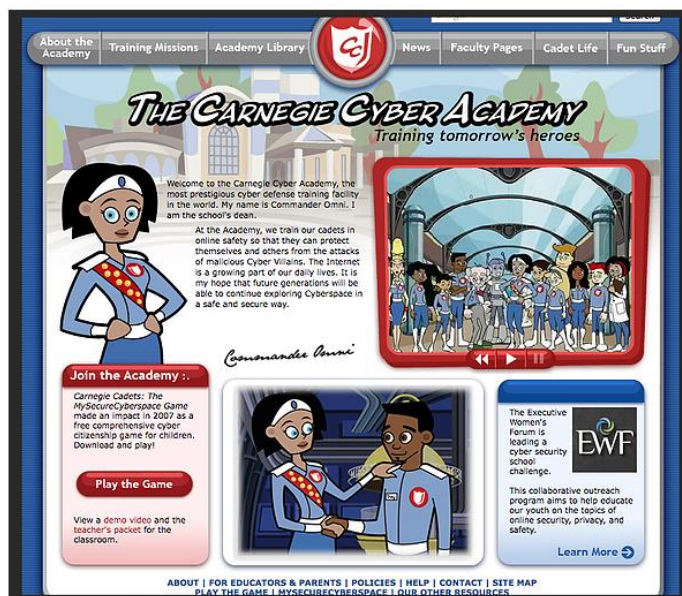 Search
About the
Academy
Training Missions
Academy Library
CCJ
News
Faculty Pages
Cadet Life
Fun Stuff
THE CARNEGIE CYBER ACADEMY
Training tomorrow's heroes
Welcome to the Carnegie Cyber Academy, the
most prestigious cyber defense training facility
in the world. My name is Commander Omni. I
am the school's dean.
At the Academy, we train our cadets in
online safety so that they can protect
themselves and others from the attacks
of malicious Cyber Villains. The Internet
is a growing part of our daily lives. It is
my hope that future generations will be
able to continue exploring Cyberspace in
a safe and secure way.
Commander Omni
Join the Academy :.
Carnegie Cadets: The
MySecureCyberspace Game
made an impact in 2007 as a
free comprehensive cyber
citizenship game for children.
Download and play!
Play the Game
View a demo video and the
teacher's packet for the
classroom.
The Executive
Women's
Forum is
leading a
cyber security
school
challenge.
EWF
This collaborative outreach
program aims to help educate
our youth on the topics of
online security, privacy, and
safety.
Learn More
ABOUT | FOR EDUCATORS & PARENTS | POLICIES | HELP | CONTACT | SITE MAP
PLAY THE GAME | MYSECURECYBERSPACE | OUR OTHER RESOURCES